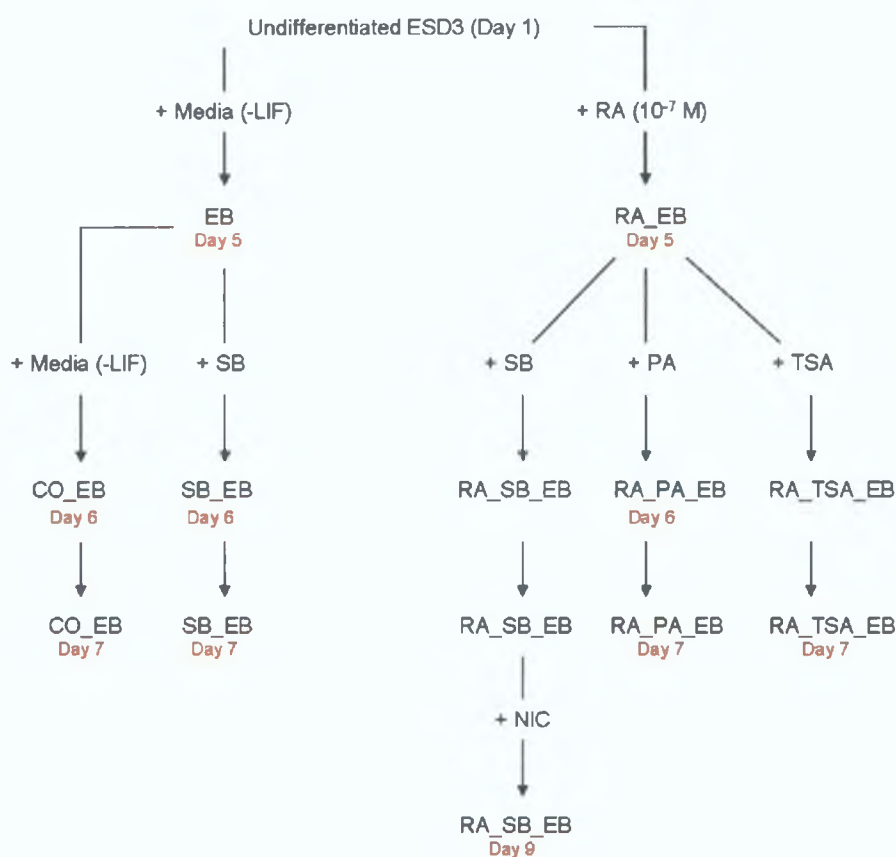 Undifferentiated ESD3 (Day 1)
+ Media (-LIF)
+ RA (10⁻⁷ M)
EB
Day 5
RA_EB
Day 5
+ Media (-LIF)
+ SB
+ SB
+ PA
+ TSA
CO_EB
Day 6
SB_EB
Day 6
RA_SB_EB
RA_PA_EB
Day 6
RA_TSA_EB
CO_EB
Day 7
SB_EB
Day 7
RA_SB_EB
RA_PA_EB
Day 7
RA_TSA_EB
Day 7
+ NIC
RA_SB_EB
Day 9